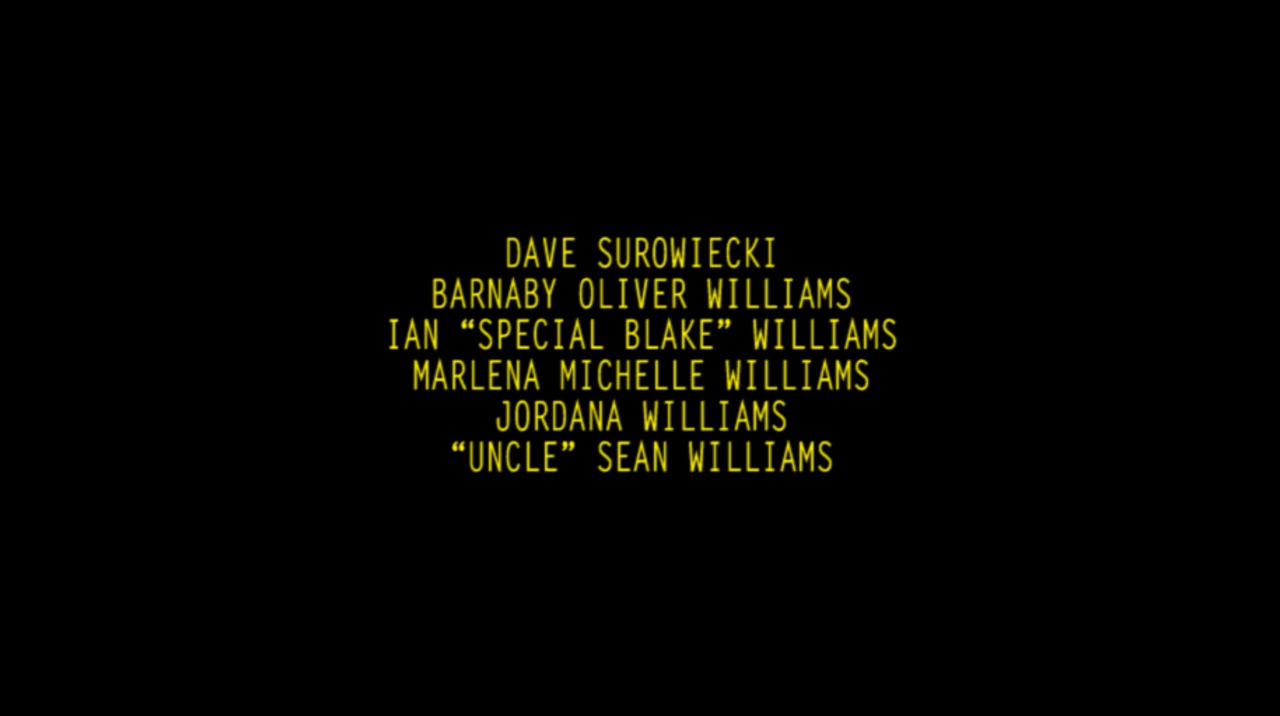 DAVE SUROWIECKI
BARNABY OLIVER WILLIAMS
IAN “SPECIAL BLAKE” WILLIAMS
MARLENA MICHELLE WILLIAMS
JORDANA WILLIAMS
“UNCLE” SEAN WILLIAMS